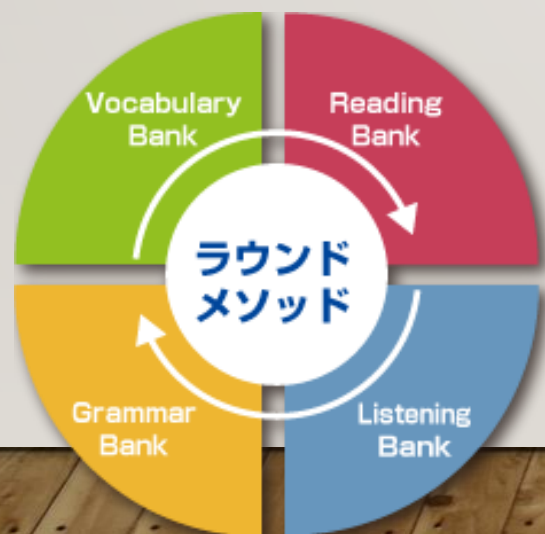 Vocabulary
Bank
Reading
Bank
ラウンド
メソッド
Grammar
Bank
Listening
Bank